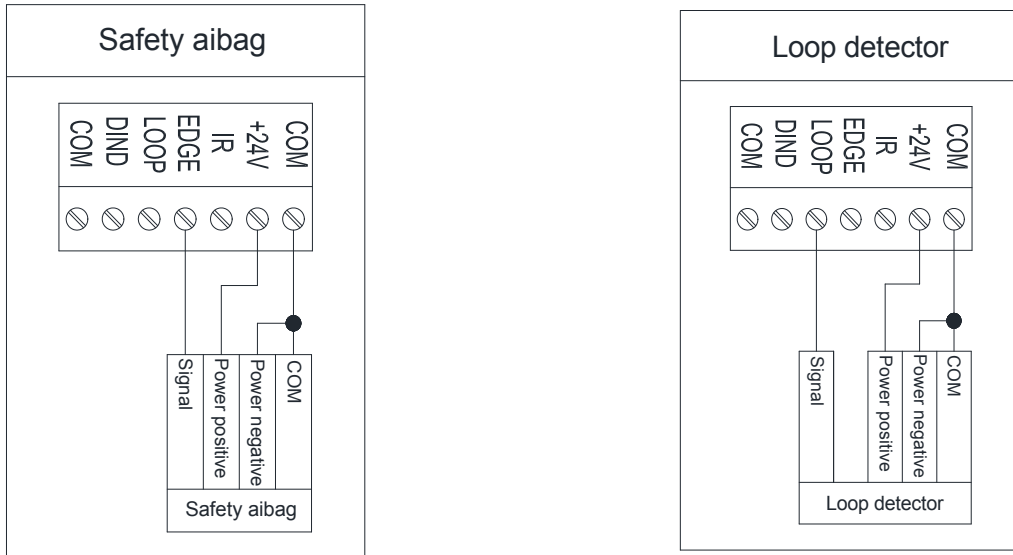 Safety aibag
COM
DIND
LOOP
EDGE
IR
+24V
COM
Signal
Power positive
Power negative
COM
Safety aibag
Loop detector
COM
DIND
LOOP
EDGE
IR
+24V
COM
Signal
Power positive
Power negative
COM
Loop detector